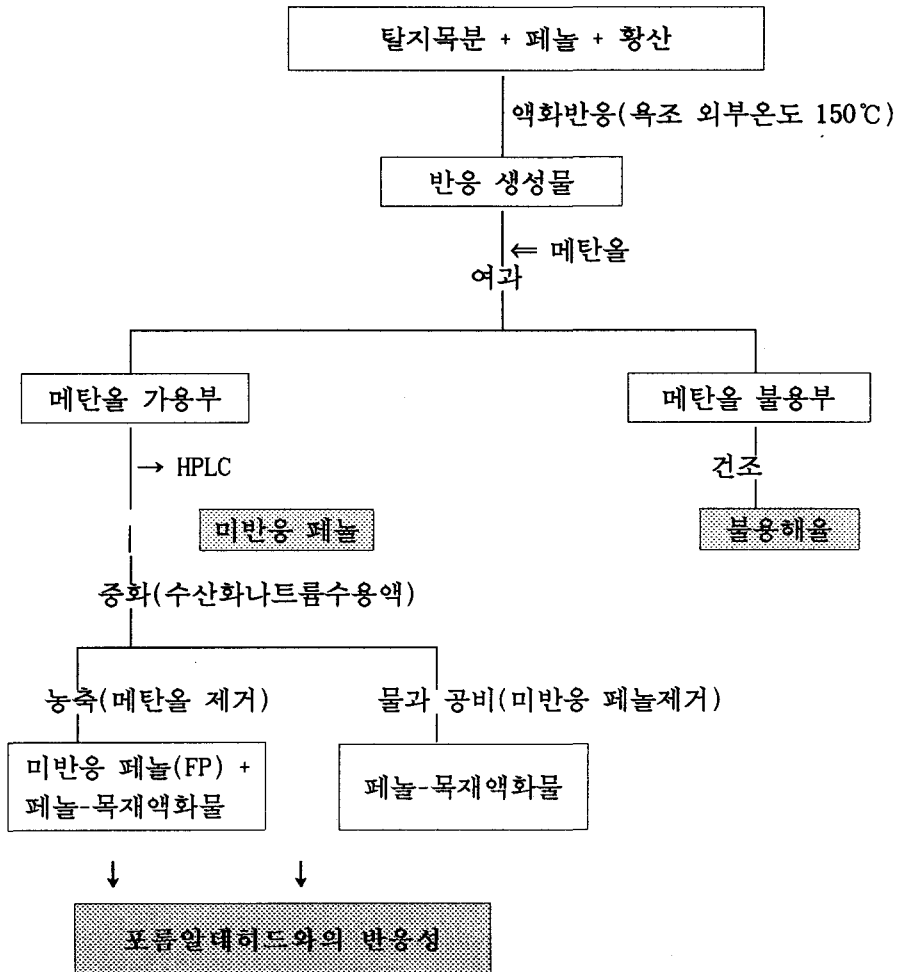 탈지목분 + 페놀 + 황산
액화반응(욕조 외부온도 150℃)
반응 생성물
⇐ 메탄올
여과
메탄올 가용부
메탄올 불용부
→ HPLC
건조
미반응 페놀
불용해율
중화(수산화나트륨수용액)
농축(메탄올 제거)
물과 공비(미반응 페놀제거)
미반응 페놀(FP) +
페놀-목재액화물
페놀-목재액화물
↓ ↓
포름알데히드와의 반응성